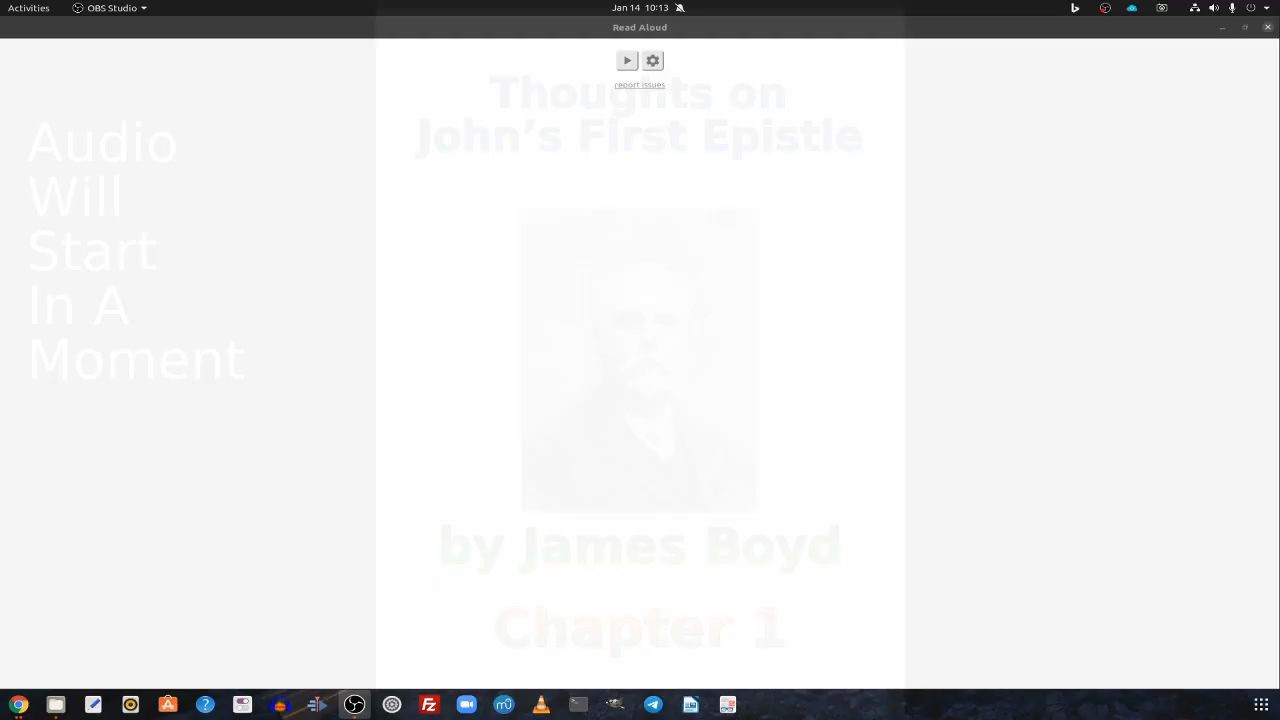 Activities
OBS Studio
Jan 14 10:13
Read Aloud
report issues
Thoughts on
John’s First Epistle
Audio
Will
Start
In A
Moment
by James Boyd
Chapter 1